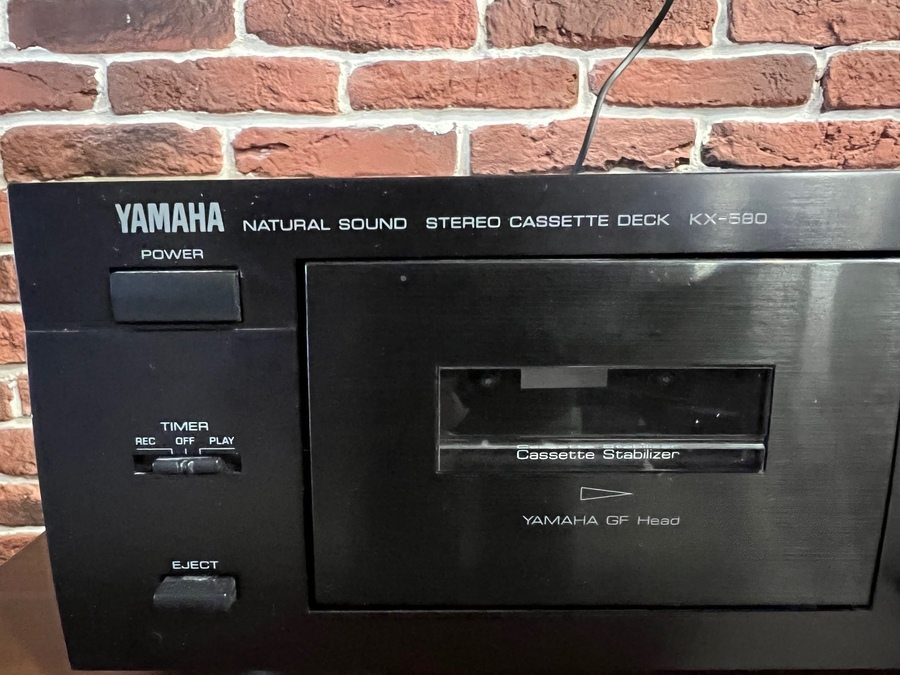 YAMAHA NATURAL SOUND STEREO CASSETTE DECK KX-580
POWER
TIMER
REC OFF PLAY
Cassette Stabilizer
YAMAHA GF Head
EJECT